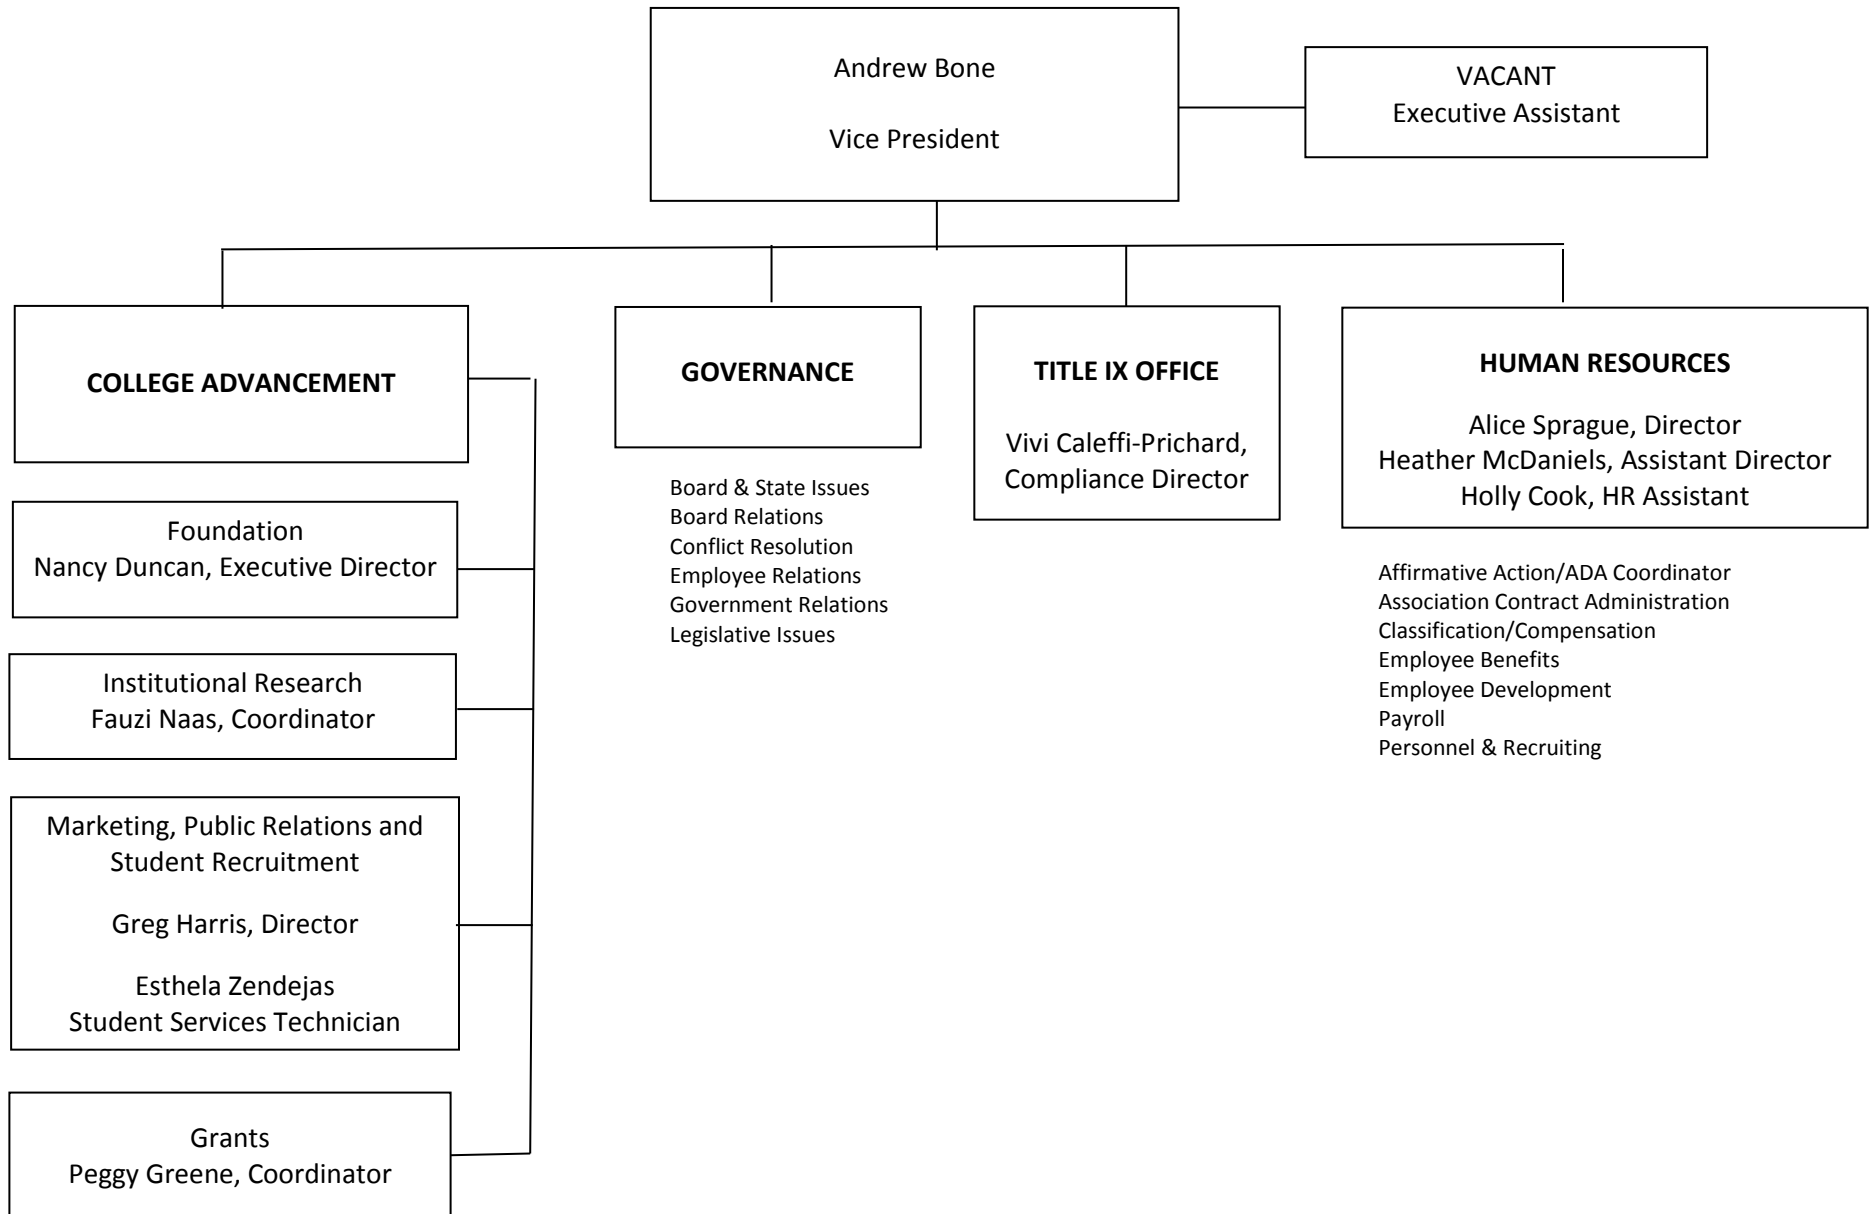 Andrew Bone
Vice President
VACANT
Executive Assistant
COLLEGE ADVANCEMENT
Foundation
Nancy Duncan, Executive Director
Institutional Research
Fauzi Naas, Coordinator
Marketing, Public Relations and
Student Recruitment
Greg Harris, Director
Esthela Zendejas
Student Services Technician
Grants
Peggy Greene, Coordinator
GOVERNANCE
Board & State Issues
Board Relations
Conflict Resolution
Employee Relations
Government Relations
Legislative Issues
TITLE IX OFFICE
Vivi Caleffi-Prichard,
Compliance Director
HUMAN RESOURCES
Alice Sprague, Director
Heather McDaniels, Assistant Director
Holly Cook, HR Assistant
Affirmative Action/ADA Coordinator
Association Contract Administration
Classification/Compensation
Employee Benefits
Employee Development
Payroll
Personnel & Recruiting